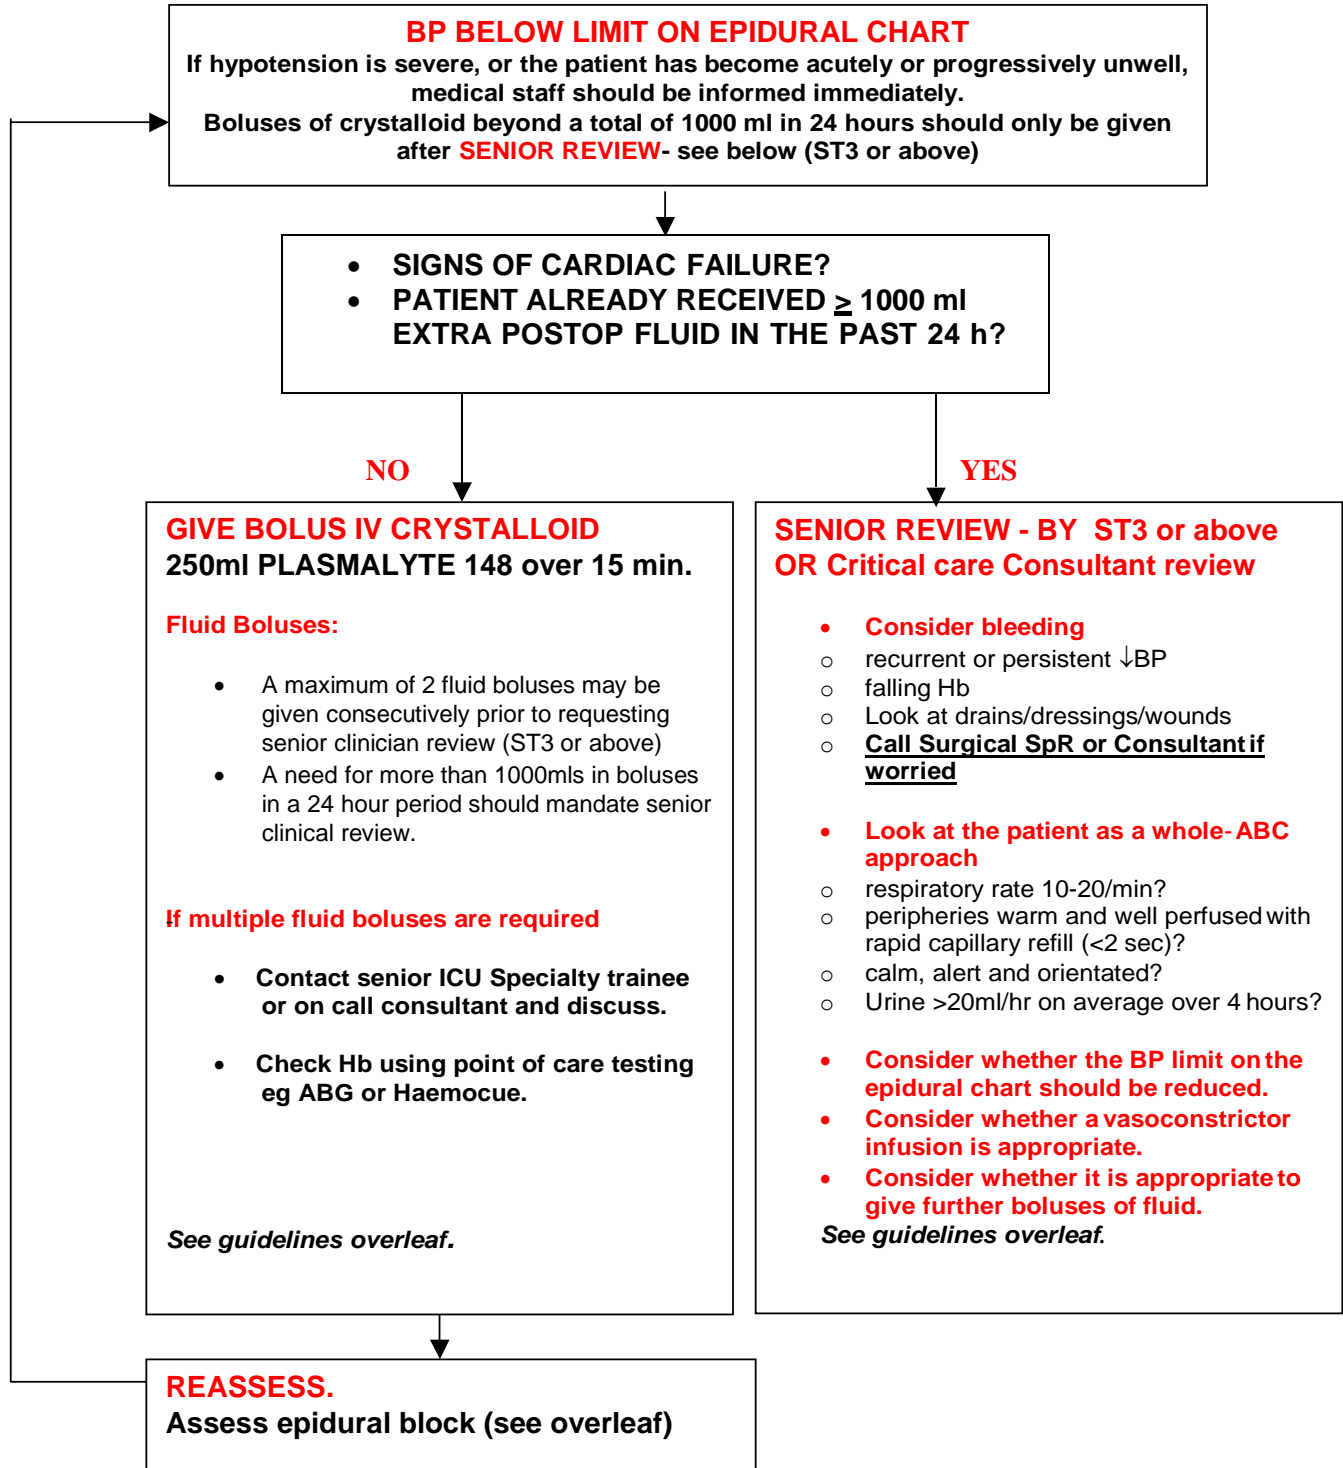 BP BELOW LIMIT ON EPIDURAL CHART
If hypotension is severe, or the patient has become acutely or progressively unwell,
medical staff should be informed immediately.
Boluses of crystalloid beyond a total of 1000 ml in 24 hours should only be given
after SENIOR REVIEW- see below (ST3 or above)
• SIGNS OF CARDIAC FAILURE?
• PATIENT ALREADY RECEIVED ≥ 1000 ml
EXTRA POSTOP FLUID IN THE PAST 24 h?
NO
YES
GIVE BOLUS IV CRYSTALLOID
250ml PLASMALYTE 148 over 15 min.
Fluid Boluses:
• A maximum of 2 fluid boluses may be
given consecutively prior to requesting
senior clinician review (ST3 or above)
• A need for more than 1000mls in boluses
in a 24 hour period should mandate senior
clinical review.
If multiple fluid boluses are required
• Contact senior ICU Specialty trainee
or on call consultant and discuss.
• Check Hb using point of care testing
eg ABG or Haemocue.
See guidelines overleaf.
SENIOR REVIEW - BY ST3 or above
OR Critical care Consultant review
• Consider bleeding
o recurrent or persistent ↓BP
o falling Hb
o Look at drains/dressings/wounds
o Call Surgical SpR or Consultant if
worried
• Look at the patient as a whole- ABC
approach
o respiratory rate 10-20/min?
o peripheries warm and well perfused with
rapid capillary refill (<2 sec)?
o calm, alert and orientated?
o Urine >20ml/hr on average over 4 hours?
• Consider whether the BP limit on the
epidural chart should be reduced.
• Consider whether a vasoconstrictor
infusion is appropriate.
• Consider whether it is appropriate to
give further boluses of fluid.
See guidelines overleaf.
REASSESS.
Assess epidural block (see overleaf)